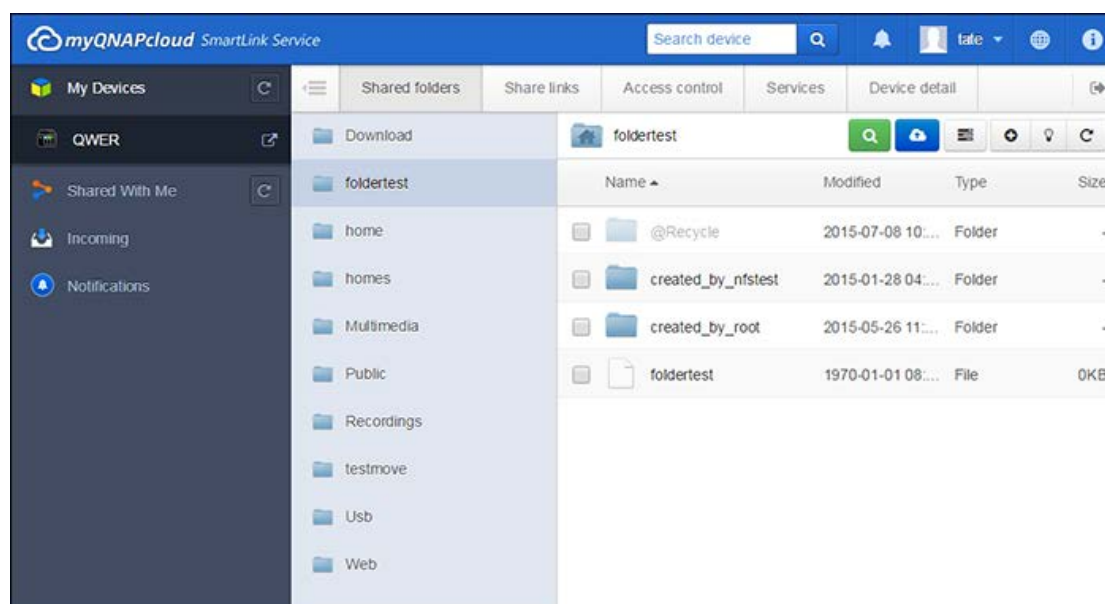 myQNAPcloud SmartLink Service
Search device
tate
My Devices
Shared folders
Share links
Access control
Services
Device detail
QWER
Download
foldertest
foldertest
Shared With Me
foldertest
Name
Modified
Type
Size
Incoming
home
@Recycle
2015-07-08 10:...
Folder
-
Notifications
homes
created_by_nfstest
2015-01-28 04:...
Folder
-
Multimedia
created_by_root
2015-05-26 11:...
Folder
-
Public
foldertest
1970-01-01 08:...
File
0KB
Recordings
testmove
Usb
Web